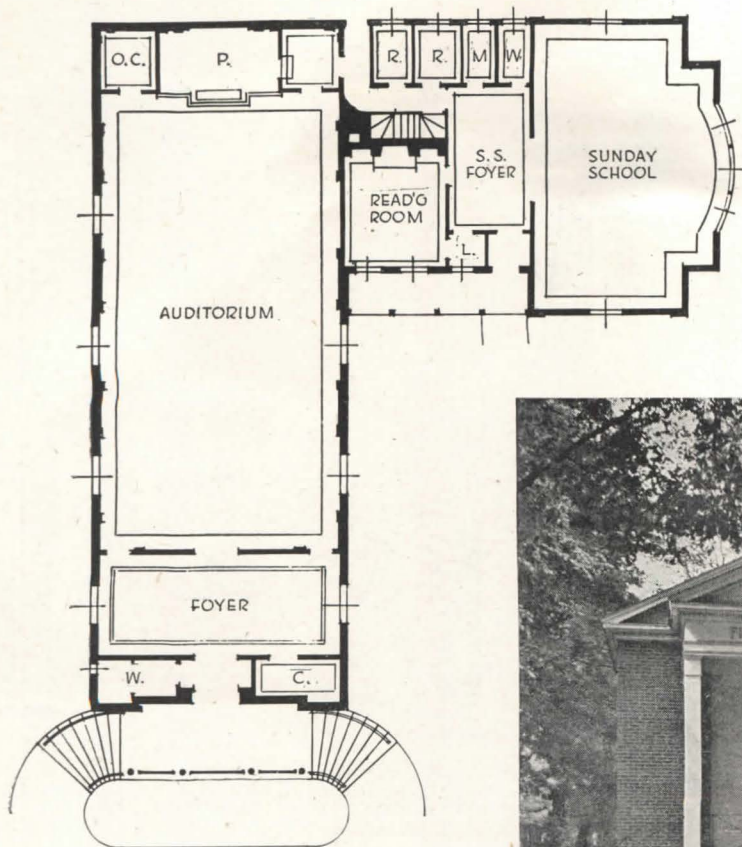 O.C.
P.
R.
R.
M
W.
S.S.
FOYER
SUNDAY
SCHOOL
READ'G
ROOM
L.
AUDITORIUM
FOYER
W.
C.